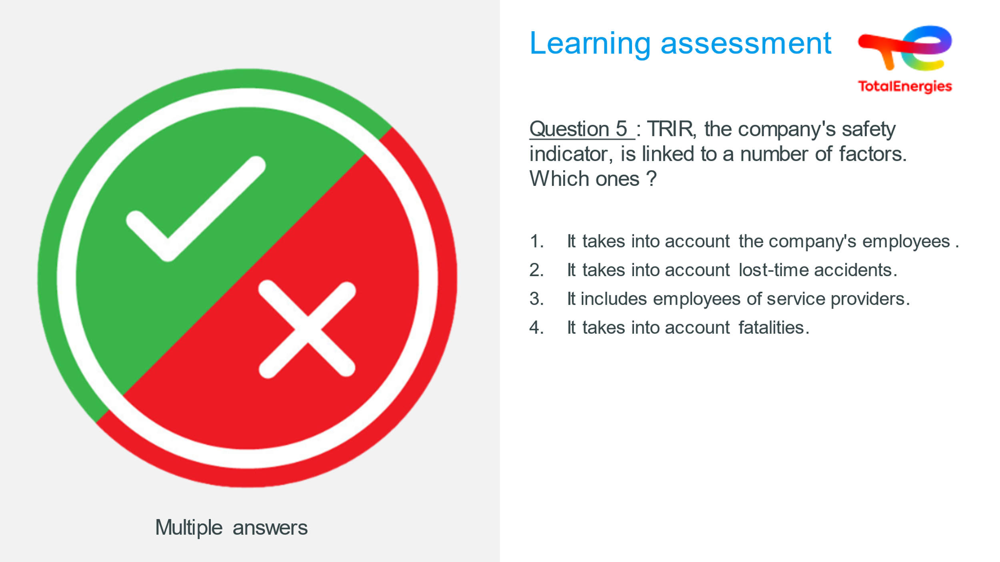 Learning assessment
TotalEnergies
Question 5 : TRIR, the company's safety
indicator, is linked to a number of factors.
Which ones ?
1. It takes into account the company's employees .
2. It takes into account lost-time accidents.
3. It includes employees of service providers.
4. It takes into account fatalities.
Multiple answers